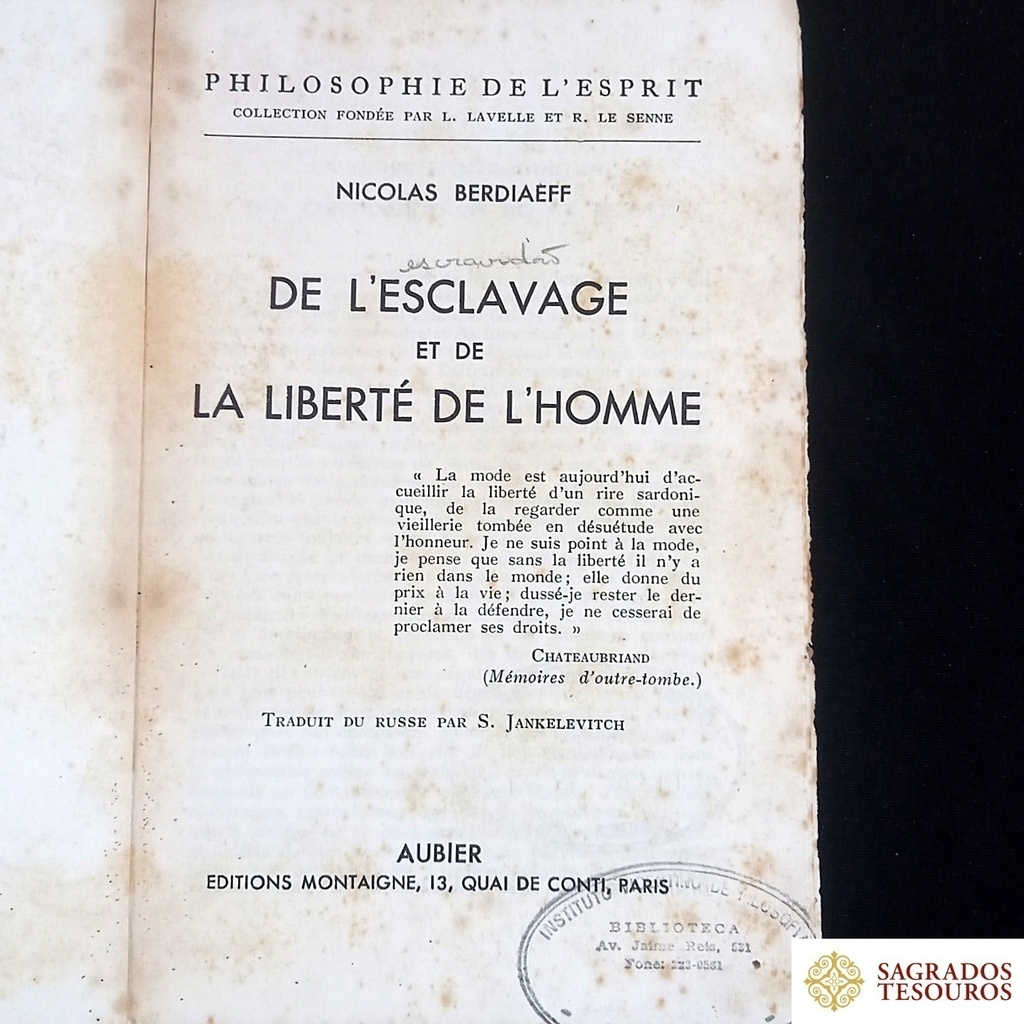 PHILOSOPHIE DE L'ESPRIT
COLLECTION FONDÉE PAR L. LAVELLE ET R. LE SENNE
NICOLAS BERDIAEFF
escravidão
DE L'ESCLAVAGE
ET DE
LA LIBERTÉ DE L'HOMME
« La mode est aujourd'hui d'ac-
cueillir la liberté d'un rire sardoni-
que, de la regarder comme une
vieillerie tombée en désuétude avec
l'honneur. Je ne suis point à la mode,
je pense que sans la liberté il n'y a
rien dans le monde; elle donne du
prix à la vie; dussé-je rester le der-
nier à la défendre, je ne cesserai de
proclamer ses droits. »
CHATEAUBRIAND
(Mémoires d'outre-tombe.)
TRADUIT DU RUSSE PAR S. JANKELEVITCH
AUBIER
EDITIONS MONTAIGNE, 13, QUAI DE CONTI, PARIS
INSTITUTO DE FILOSOFIA
BIBLIOTECA
Av. Jaime Reis, 531
Fone:
SAGRADOS
TESOUROS